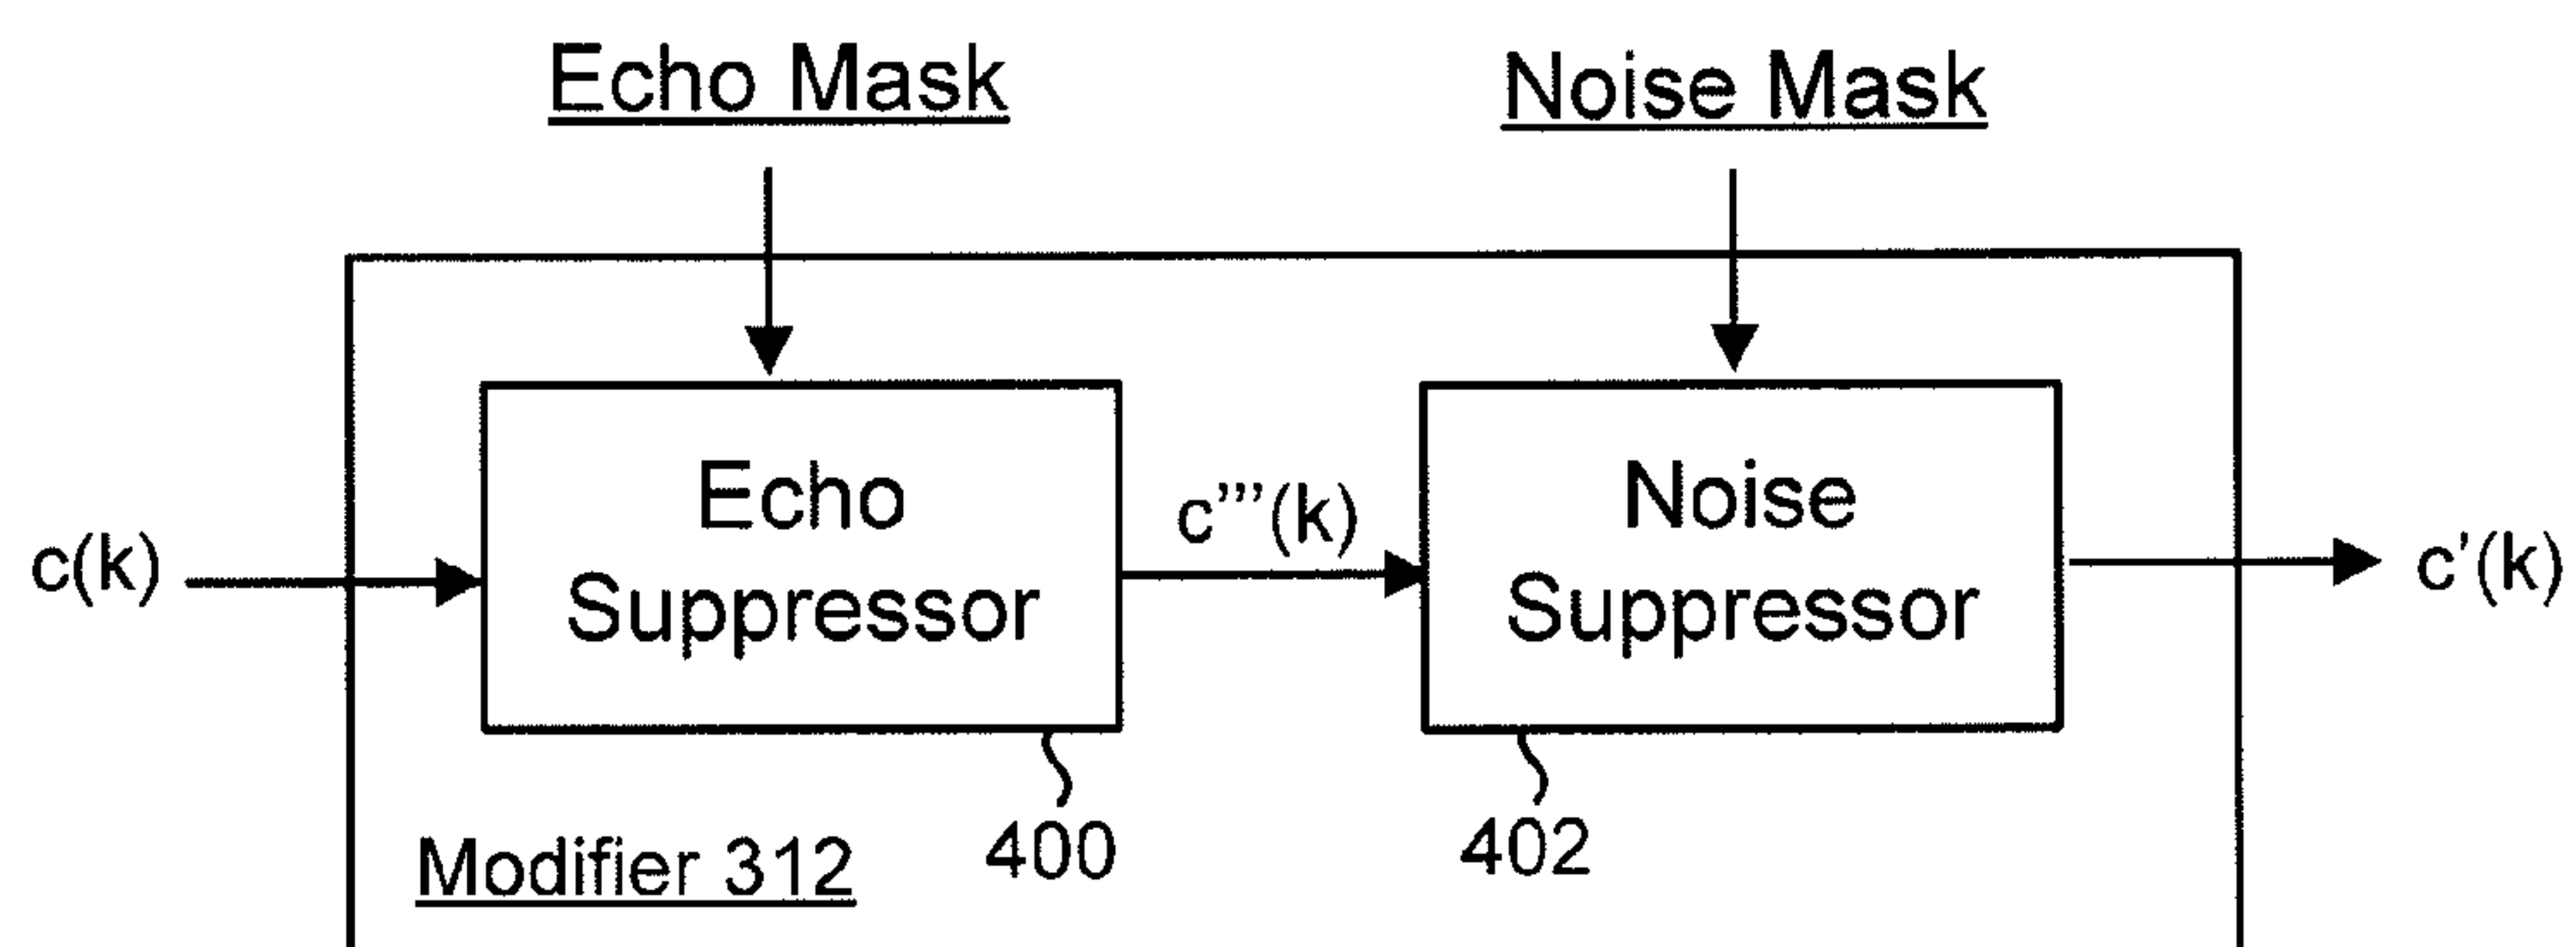 Echo Mask
Noise Mask
Echo
Suppressor
Noise
Suppressor
c(k)
c'''(k)
c'(k)
400
402
Modifier 312